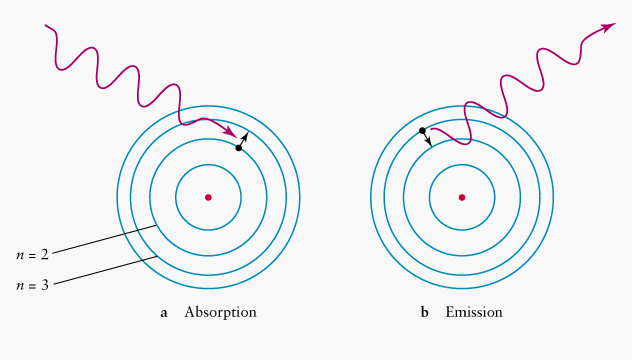 n = 2
n = 3
a Absorption
b Emission